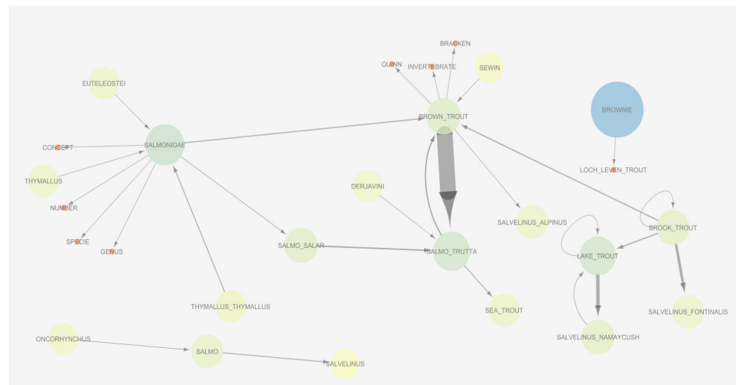 BRACKEN
QUINN
INVERTEBRATE
SEWIN
EUTELEOSTEI
BROWNIE
BROWN_TROUT
SALMONIDAE
CONCEPT
LOCH_LEVEN_TROUT
THYMALLUS
DERJAVINI
NUMBER
SALVELINUS_ALPINUS
BROOK_TROUT
SPECIE
SALMO_SALAR
GENUS
SALMO_TRUTTA
LAKE_TROUT
THYMALLUS_THYMALLUS
SEA_TROUT
SALVELINUS_FONTINALIS
ONCORHYNCHUS
SALVELINUS_NAMAYCUSH
SALMO
SALVELINUS